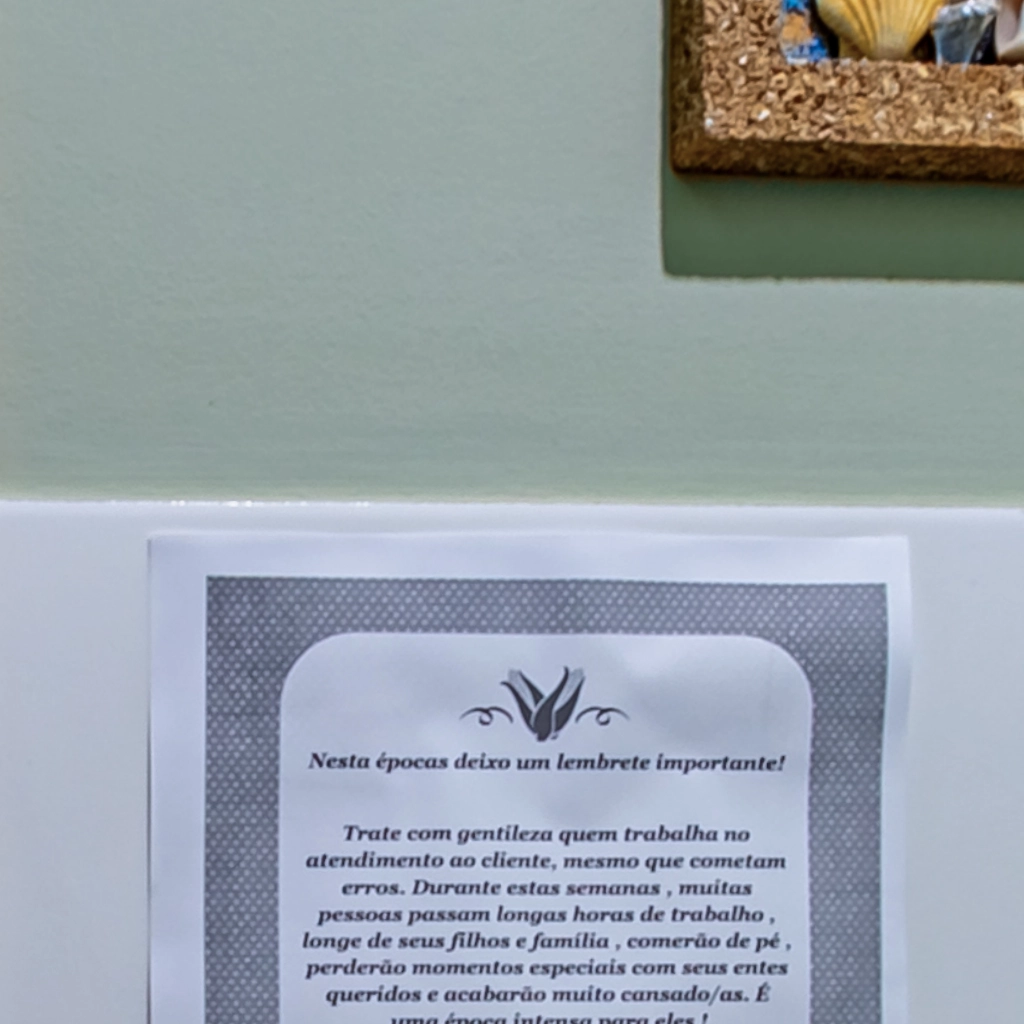 Nesta épocas deixo um lembrete importante!
Trate com gentileza quem trabalha no
atendimento ao cliente, mesmo que cometam
erros. Durante estas semanas , muitas
pessoas passam longas horas de trabalho ,
longe de seus filhos e família , comerão de pé ,
perderão momentos especiais com seus entes
queridos e acabarão muito cansado/as. É
uma época intensa para eles !